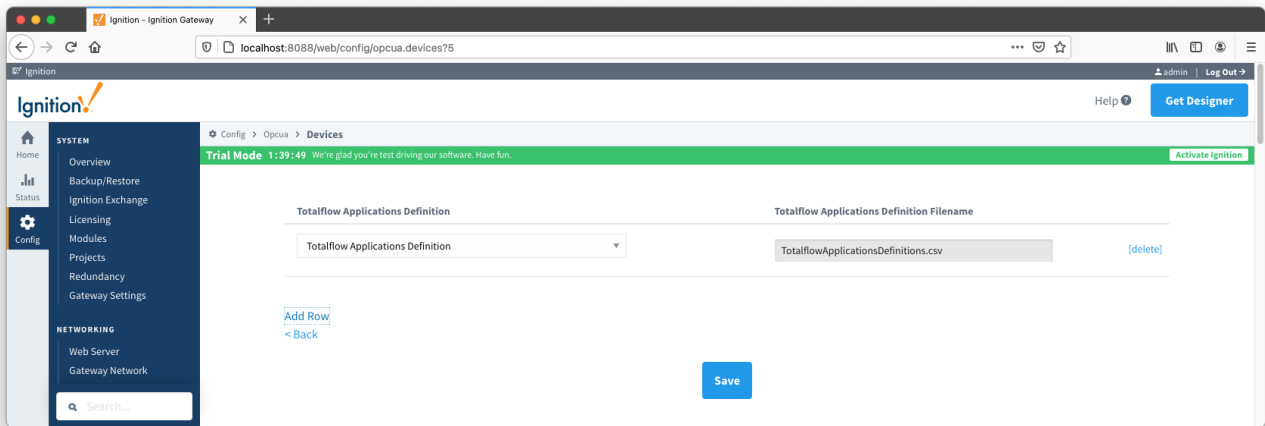 Ignition - Ignition Gateway
localhost:8088/web/config/opcua.devices?5
Ignition
admin | Log Out
Ignition!
Help
Get Designer
Home
Status
Config
SYSTEM
Overview
Backup/Restore
Ignition Exchange
Licensing
Modules
Projects
Redundancy
Gateway Settings
NETWORKING
Web Server
Gateway Network
Search...
Config > Opcua > Devices
Trial Mode 1:39:49 We're glad you're test driving our software. Have fun.
Activate Ignition
Totalflow Applications Definition
Totalflow Applications Definition Filename
Totalflow Applications Definition
TotalflowApplicationsDefinitions.csv
[delete]
Add Row
< Back
Save